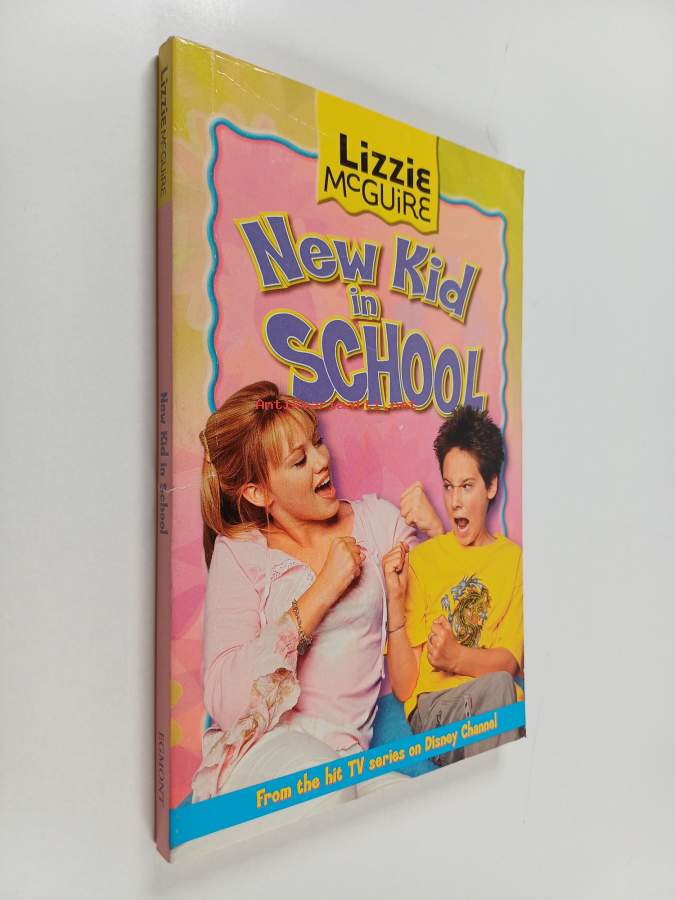 Lizzie
McGuire
New Kid
in
SCHOOL
From the hit TV series on Disney Channel
Lizzie McGuire
New Kid in School
EGMONT